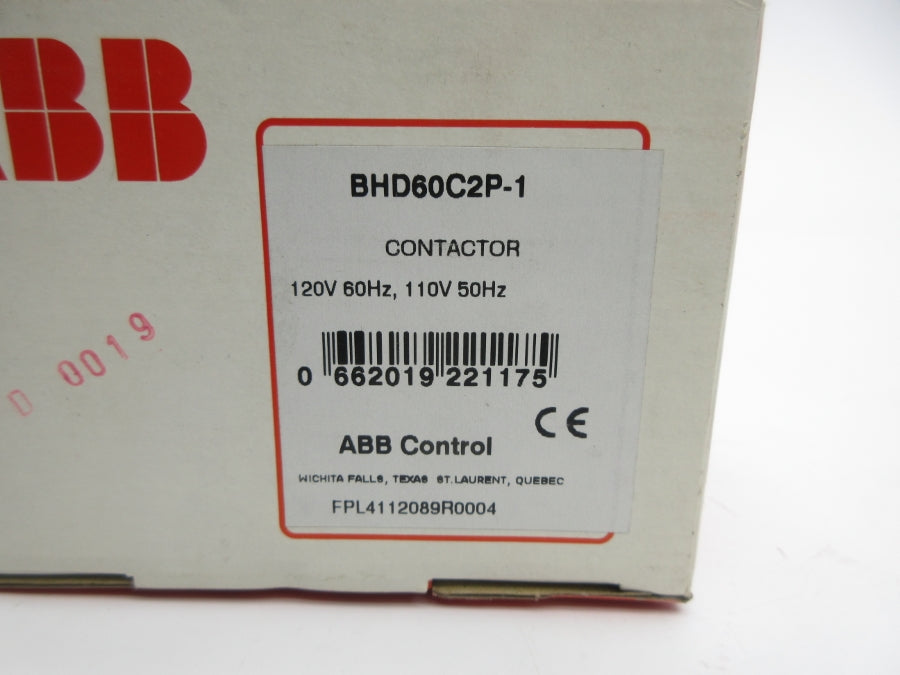 ABB
BHD60C2P-1
CONTACTOR
120V 60Hz, 110V 50Hz
0 662019 221175
CE
ABB Control
WICHITA FALLS, TEXAS ST. LAURENT, QUEBEC
FPL4112089R0004
D 0019